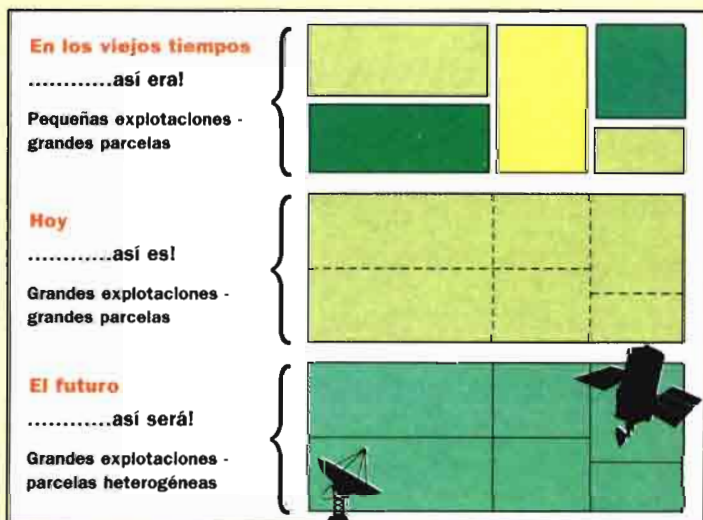 En los viejos tiempos
............así era!
Pequeñas explotaciones -
grandes parcelas
Hoy
............así es!
Grandes explotaciones -
grandes parcelas
El futuro
............así será!
Grandes explotaciones -
parcelas heterogéneas